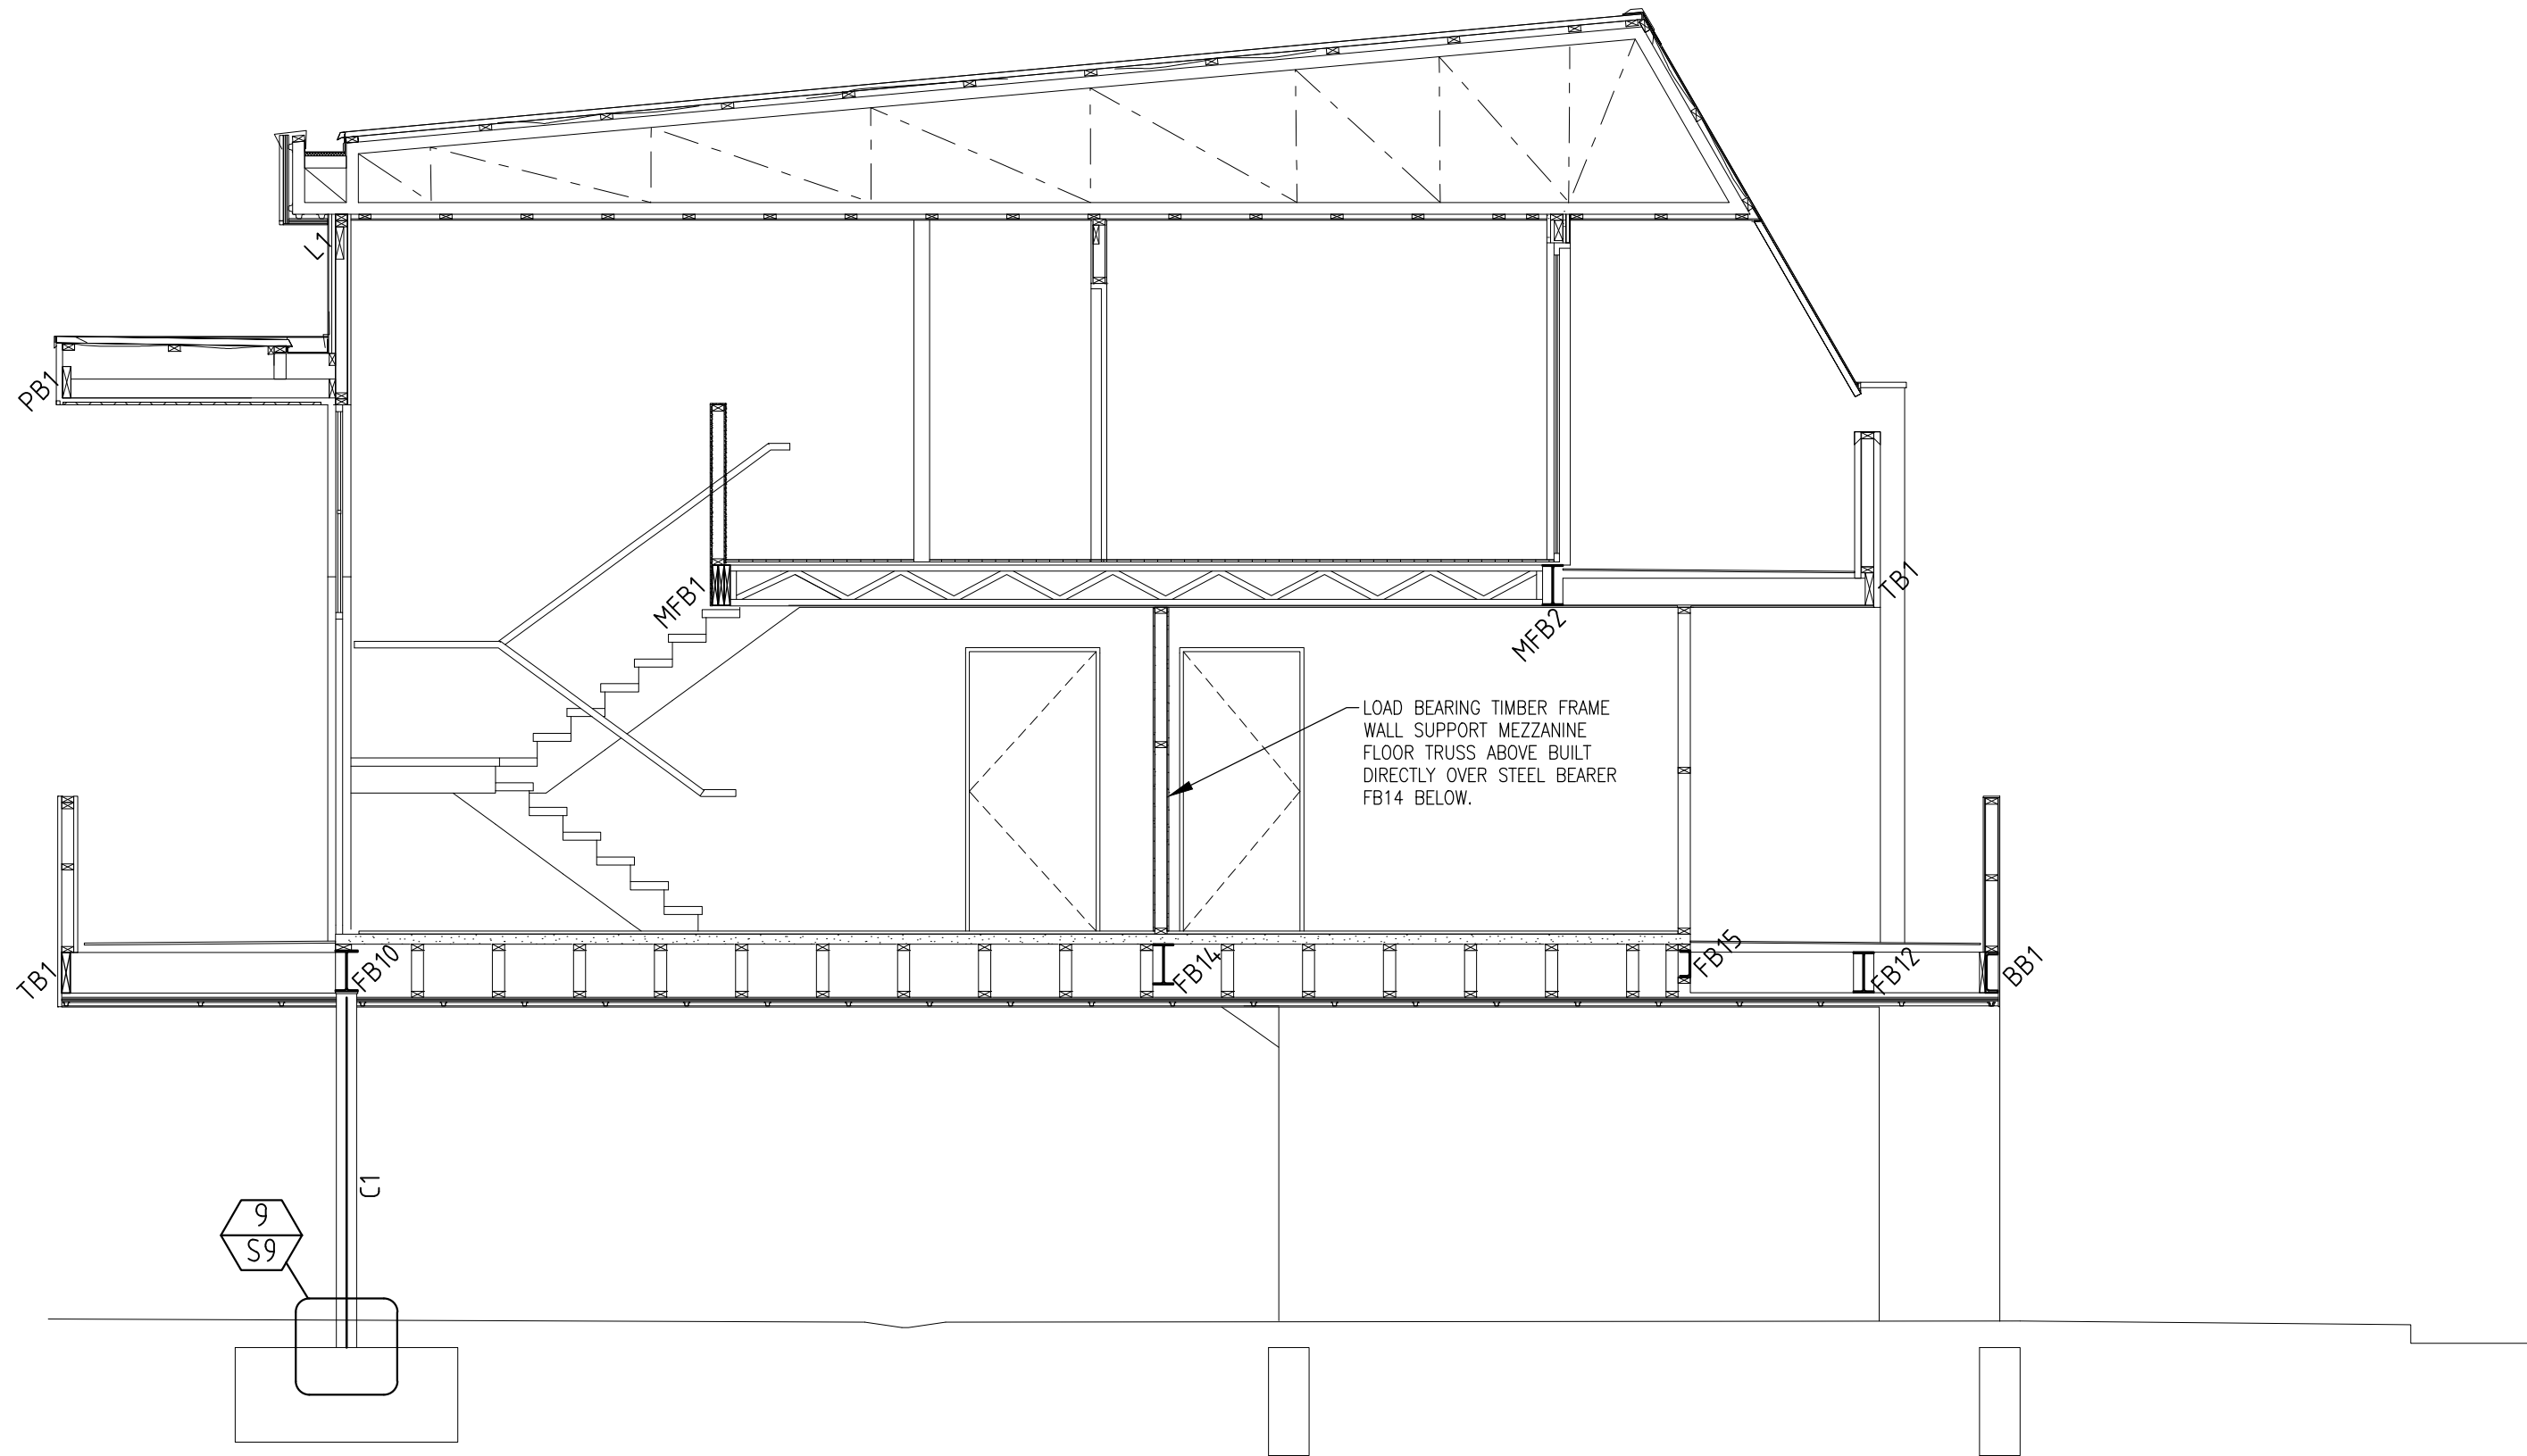 L1
PB1
MFB1
MFB2
TB1
LOAD BEARING TIMBER FRAME
WALL SUPPORT MEZZANINE
FLOOR TRUSS ABOVE BUILT
DIRECTLY OVER STEEL BEARER
FB14 BELOW.
TB1
FB10
FB14
FB15
FB12
BB1
C1
9
S9